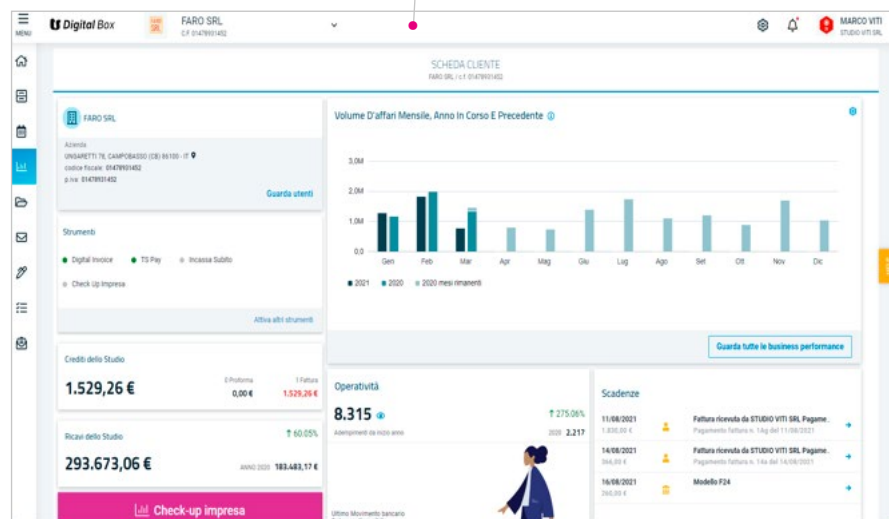 MENU
Digital Box
FARO SRL
FARO SRL
C.F. 01478931452
MARCO VITI
STUDIO VITI SRL
SCHEDA CLIENTE
FARO SRL / c.f. 01478931452
FARO SRL
Azienda
UNGARETTI 78, CAMPOBASSO (CB) 86100 - IT
codice fiscale: 01478931452
p.iva: 01478931452
Guarda utenti
Strumenti
Digital Invoice
TS Pay
Incassa Subito
Check Up Impresa
Attiva altri strumenti
Crediti dello Studio
1.529,26 €
0 Proforma
0,00 €
1 Fattura
1.529,26 €
Ricavi dello Studio
60.05%
293.673,06 €
ANNO 2020 183.483,17 €
Check-up impresa
Volume D'affari Mensile, Anno In Corso E Precedente
3,0M
2,0M
1,0M
0,0
Gen Feb Mar Apr Mag Giu Lug Ago Set Ott Nov Dic
2021 2020 2020 mesi rimanenti
Guarda tutte le business performance
Operatività
8.315
275.06%
Adempimenti da inizio anno
2020 2.217
Ultimo Movimento bancario
Scadenze
11/08/2021
1.830,00 €
Fattura ricevuta da STUDIO VITI SRL Pagame..
Pagamento fattura n. 1Ag del 11/08/2021
14/08/2021
366,00 €
Fattura ricevuta da STUDIO VITI SRL Pagame..
Pagamento fattura n. 1Aa del 14/08/2021
16/08/2021
260,00 €
Modello F24